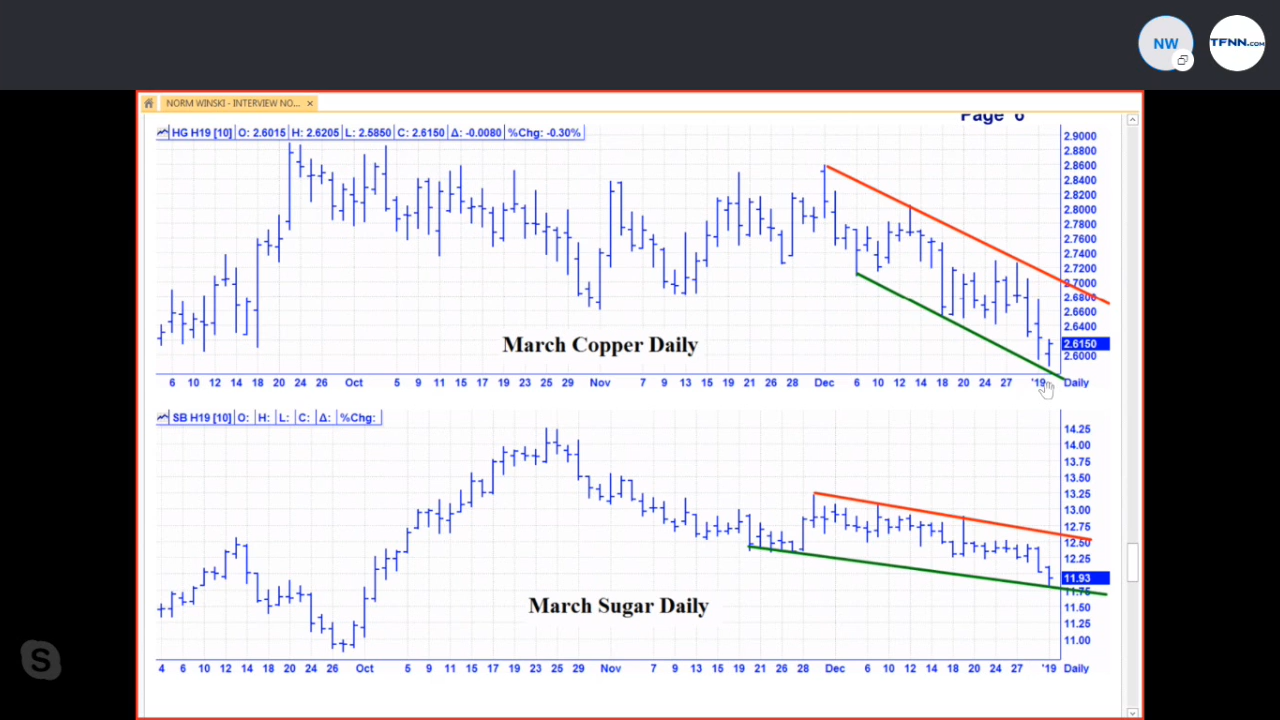 NW
TFNN.COM
NORM WINSKI - INTERVIEW NO... ×
Page 6
HG H19 [10] O: 2.6015 H: 2.6205 L: 2.5850 C: 2.6150 Δ: -0.0080 %Chg: -0.30%
2.9000
2.8800
2.8600
2.8400
2.8200
2.8000
2.7800
2.7600
2.7400
2.7200
2.7000
2.6800
2.6600
2.6400
2.6150
2.6000
March Copper Daily
6 10 12 14 18 20 24 26 Oct 5 9 11 15 17 19 23 25 29 Nov 7 9 13 15 19 21 26 28 Dec 6 10 12 14 18 20 24 27 '19 Daily
SB H19 [10] O: H: L: C: Δ: %Chg:
14.25
14.00
13.75
13.50
13.25
13.00
12.75
12.50
12.25
11.93
11.75
11.50
11.25
11.00
March Sugar Daily
4 6 10 12 14 18 20 24 26 Oct 5 9 11 15 17 19 23 25 29 Nov 7 9 13 15 19 21 26 28 Dec 6 10 12 14 18 20 24 27 '19 Daily
S